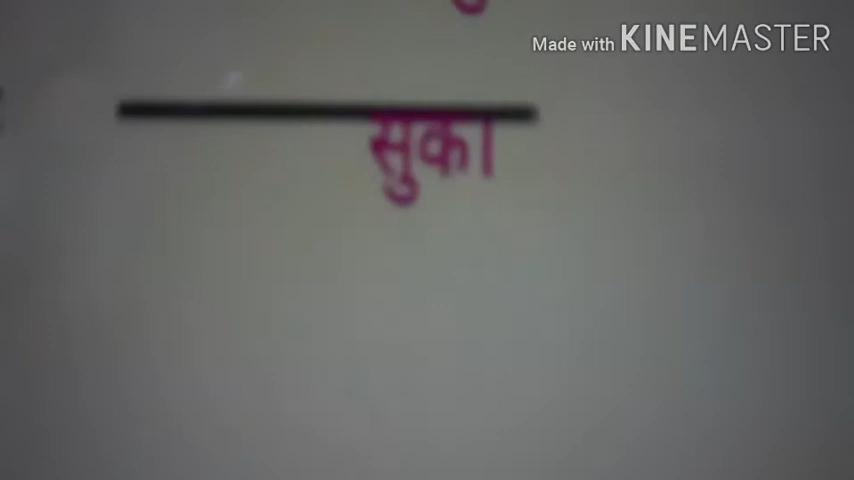 Made with KINEMASTER
सुका